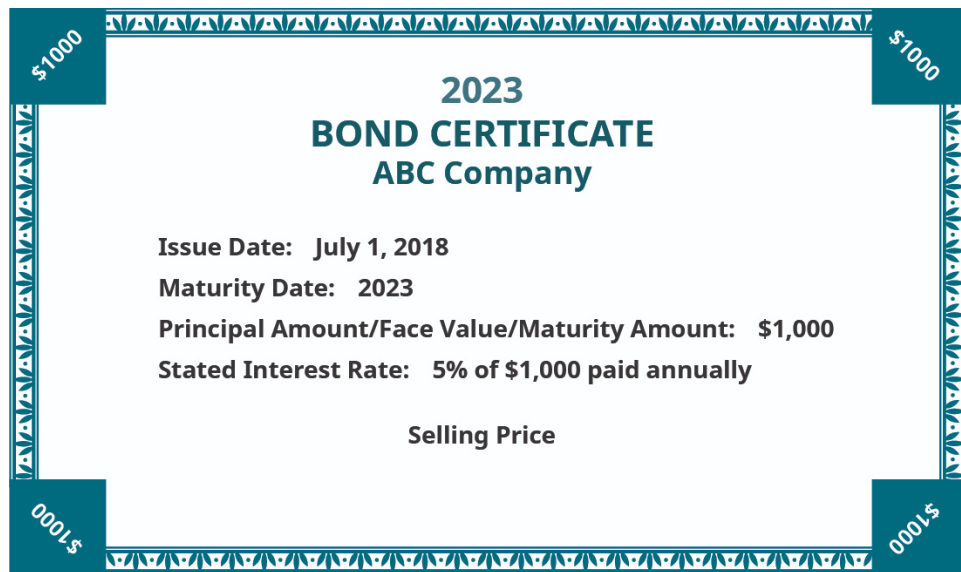 $1000
$1000
2023
BOND CERTIFICATE
ABC Company
Issue Date: July 1, 2018
Maturity Date: 2023
Principal Amount/Face Value/Maturity Amount: $1,000
Stated Interest Rate: 5% of $1,000 paid annually
Selling Price
$1000
$1000